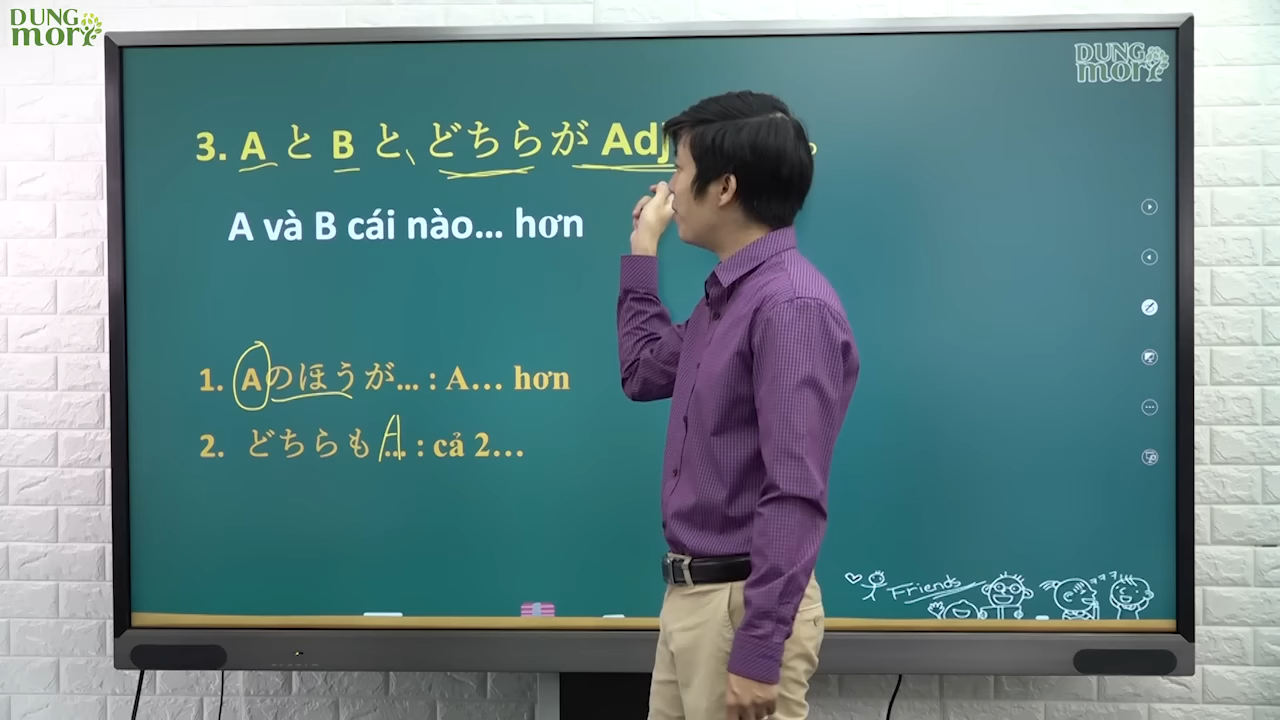 DUNG
mori
DUNG
mori
3. A と B と、どちらが Adj
A và B cái nào... hơn
1. Aのほうが... : A... hơn
2. どちらも A ... : cả 2...
Friends